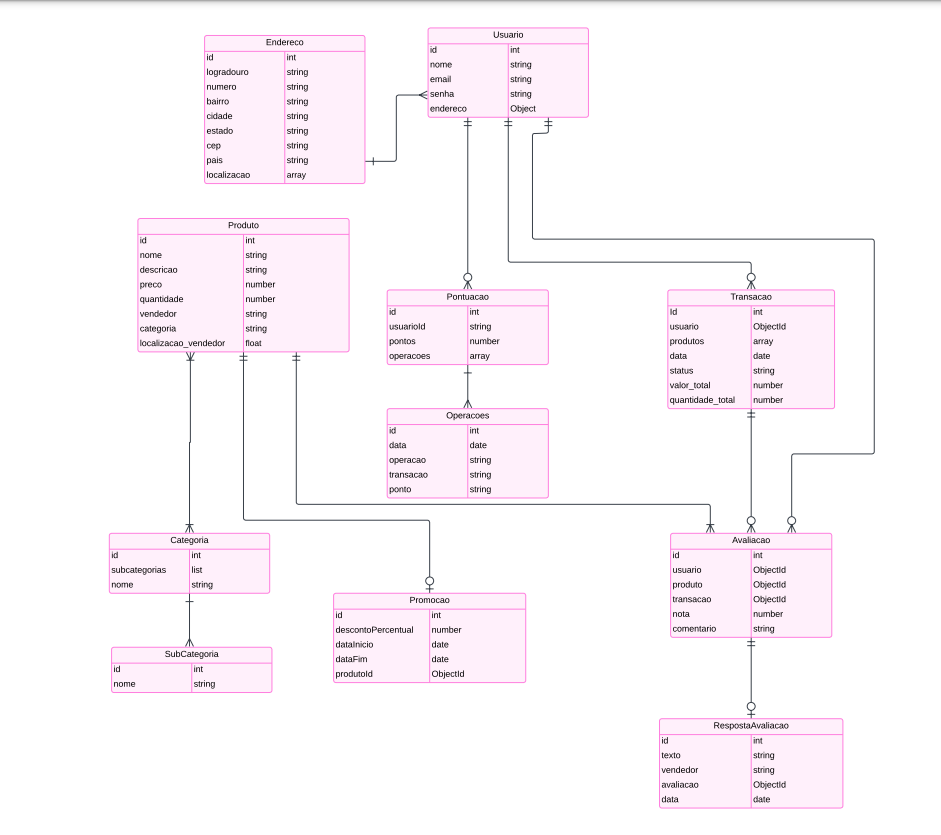 Endereco
id int
logradouro string
numero string
bairro string
cidade string
estado string
cep string
pais string
localizacao array
Usuario
id int
nome string
email string
senha string
endereco Object
Produto
id int
nome string
descricao string
preco number
quantidade number
vendedor string
categoria string
localizacao_vendedor float
Pontuacao
id int
usuarioId string
pontos number
operacoes array
Transacao
Id int
usuario ObjectId
produtos array
data date
status string
valor_total number
quantidade_total number
Operacoes
id int
data date
operacao string
transacao string
ponto string
Categoria
id int
subcategorias list
nome string
Avaliacao
id int
usuario ObjectId
produto ObjectId
transacao ObjectId
nota number
comentario string
Promocao
id int
descontoPercentual number
dataInicio date
dataFim date
produtoId ObjectId
SubCategoria
id int
nome string
RespostaAvaliacao
id int
texto string
vendedor string
avaliacao ObjectId
data date